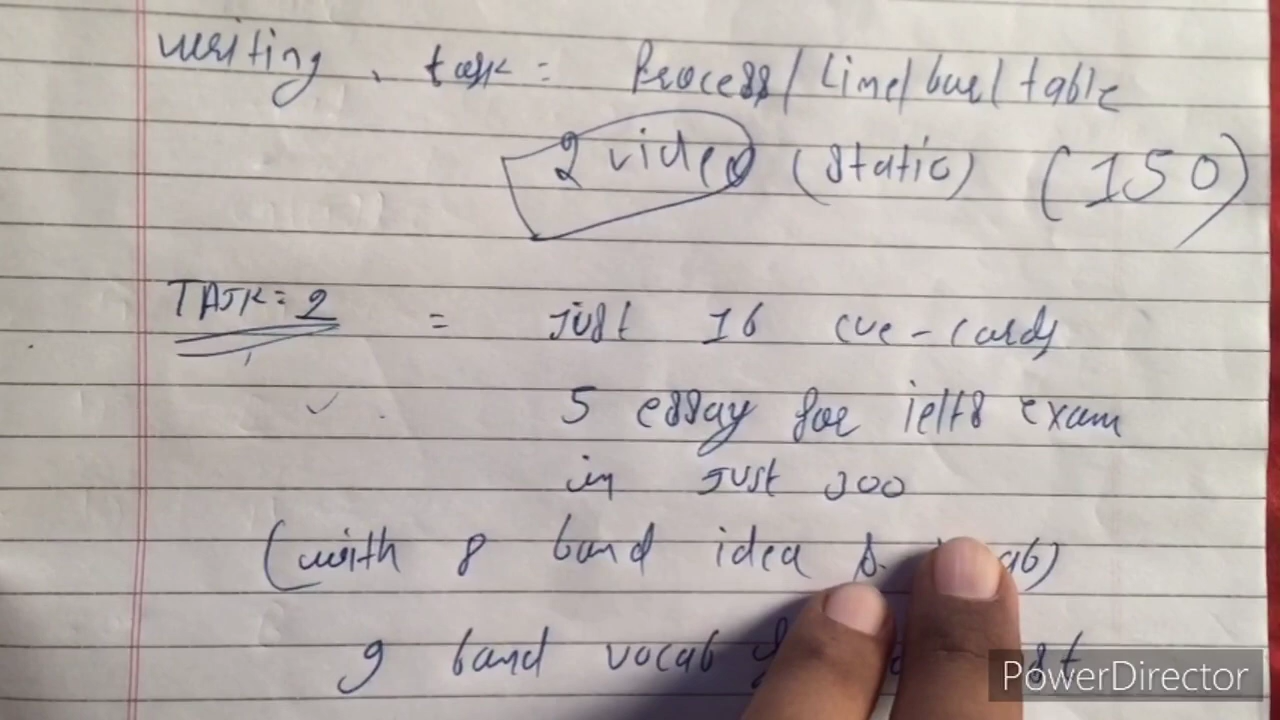 writing task : Process/Line/bar/table
2 video (static) (150)
TASK = 2 = Just 16 cue-cards
5 essay for ielts exam
in Just 300
(with 8 band idea &
9 band vocab
PowerDirector